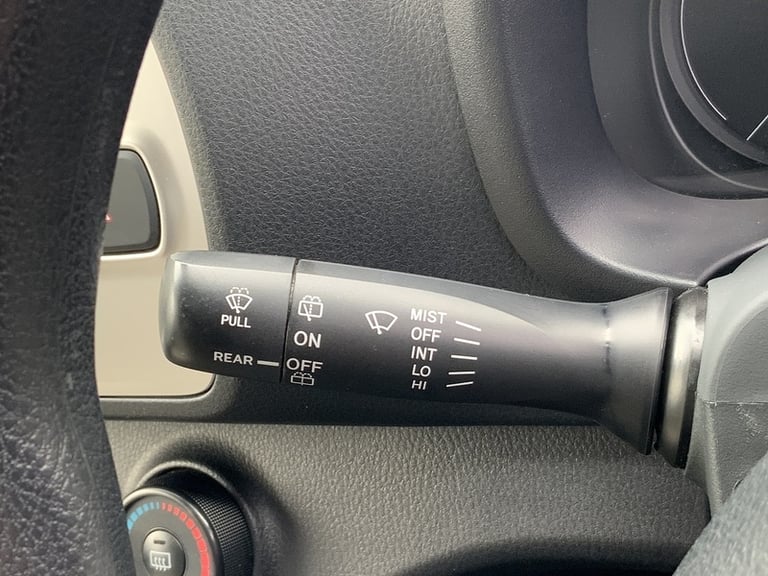 PULL
REAR
ON
OFF
MIST
OFF
INT
LO
HI